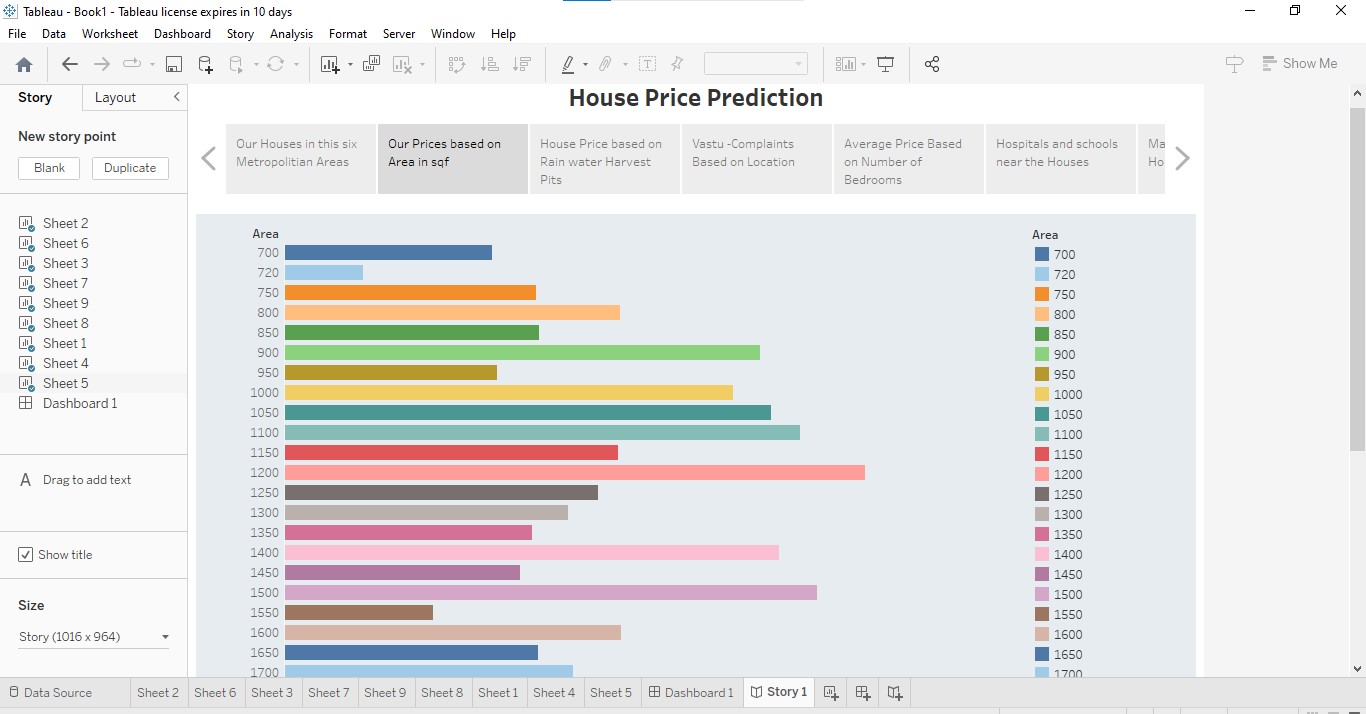 Tableau - Book1 - Tableau license expires in 10 days
File Data Worksheet Dashboard Story Analysis Format Server Window Help
Show Me
Story Layout
New story point
Blank Duplicate
Sheet 2
Sheet 6
Sheet 3
Sheet 7
Sheet 9
Sheet 8
Sheet 1
Sheet 4
Sheet 5
Dashboard 1
A Drag to add text
Show title
Size
Story (1016 x 964)
House Price Prediction
Our Houses in this six
Metropolitian Areas
Our Prices based on
Area in sqf
House Price based on
Rain water Harvest
Pits
Vastu -Complaints
Based on Location
Average Price Based
on Number of
Bedrooms
Hospitals and schools
near the Houses
Ma
Ho
Area
700
720
750
800
850
900
950
1000
1050
1100
1150
1200
1250
1300
1350
1400
1450
1500
1550
1600
1650
1700
Area
700
720
750
800
850
900
950
1000
1050
1100
1150
1200
1250
1300
1350
1400
1450
1500
1550
1600
1650
1700
Data Source Sheet 2 Sheet 6 Sheet 3 Sheet 7 Sheet 9 Sheet 8 Sheet 1 Sheet 4 Sheet 5 Dashboard 1 Story 1